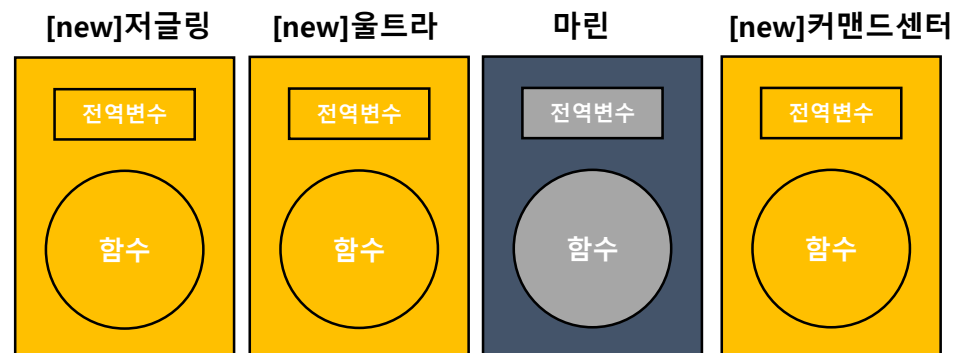 [new]저글링 [new]울트라 마린 [new]커맨드센터
전역변수 전역변수 전역변수 전역변수
함수 함수 함수 함수